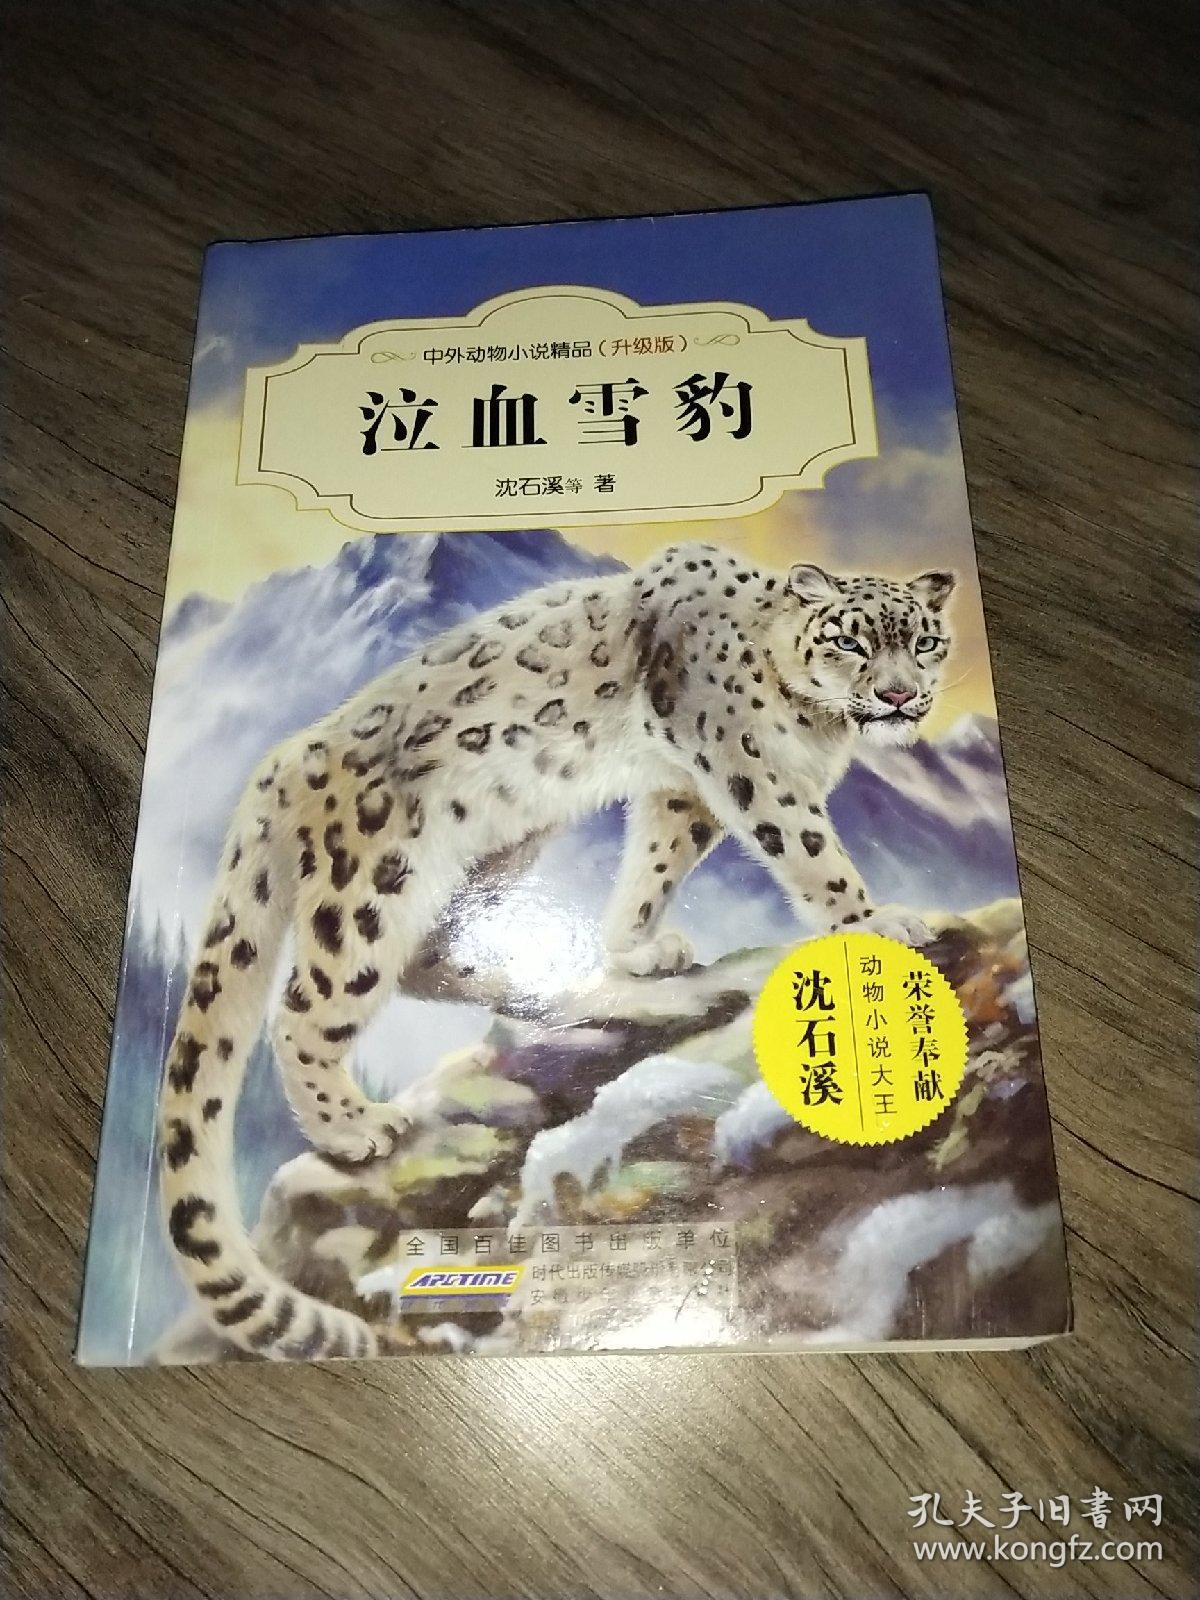 中外动物小说精品（升级版）
泣血雪豹
沈石溪等 著
荣誉奉献
动物小说大王
沈石溪
全国百佳图书出版单位
APGTIME
时代出版传媒股份有限公司
孔夫子旧书网
www.kongfz.com